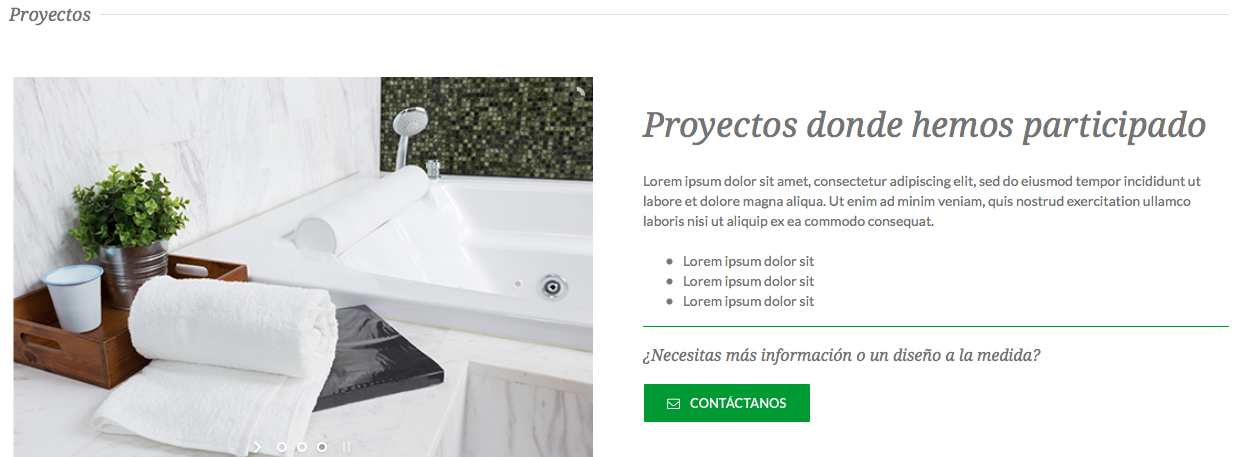 Proyectos
Proyectos donde hemos participado
Lorem ipsum dolor sit amet, consectetur adipiscing elit, sed do eiusmod tempor incididunt ut
labore et dolore magna aliqua. Ut enim ad minim veniam, quis nostrud exercitation ullamco
laboris nisi ut aliquip ex ea commodo consequat.
Lorem ipsum dolor sit
Lorem ipsum dolor sit
Lorem ipsum dolor sit
¿Necesitas más información o un diseño a la medida?
CONTÁCTANOS